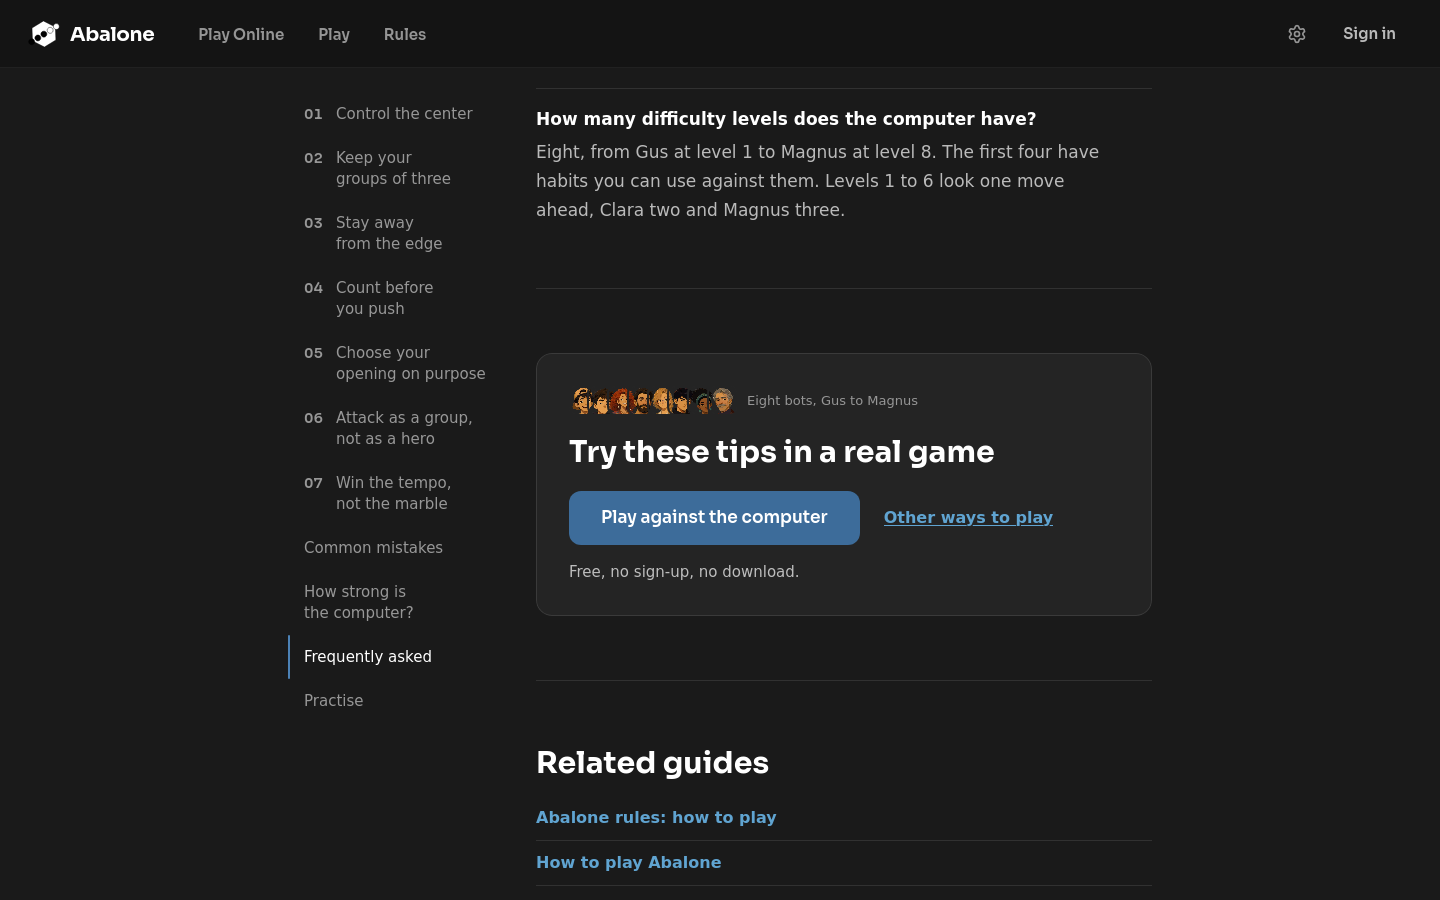 Abalone
Play Online
Play
Rules
Sign in
01 Control the center
02 Keep your
groups of three
03 Stay away
from the edge
04 Count before
you push
05 Choose your
opening on purpose
06 Attack as a group,
not as a hero
07 Win the tempo,
not the marble
Common mistakes
How strong is
the computer?
Frequently asked
Practise
How many difficulty levels does the computer have?
Eight, from Gus at level 1 to Magnus at level 8. The first four have
habits you can use against them. Levels 1 to 6 look one move
ahead, Clara two and Magnus three.
Eight bots, Gus to Magnus
Try these tips in a real game
Play against the computer
Other ways to play
Free, no sign-up, no download.
Related guides
Abalone rules: how to play
How to play Abalone